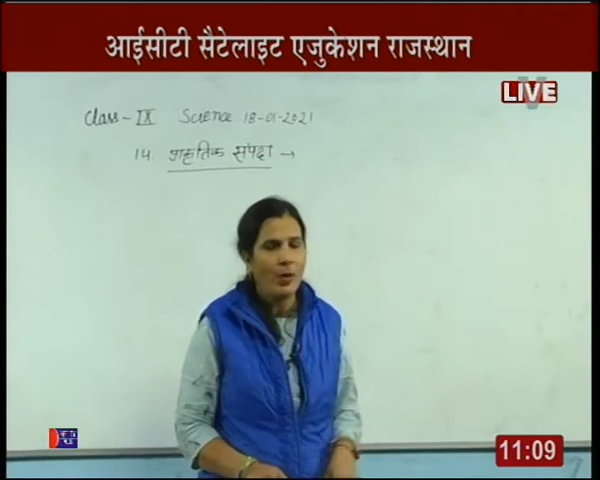 आईसीटी सैटेलाइट एजुकेशन राजस्थान
LIVE
Class - IX Science 18-01-2021
14 प्राकृतिक संपदा →
11:09